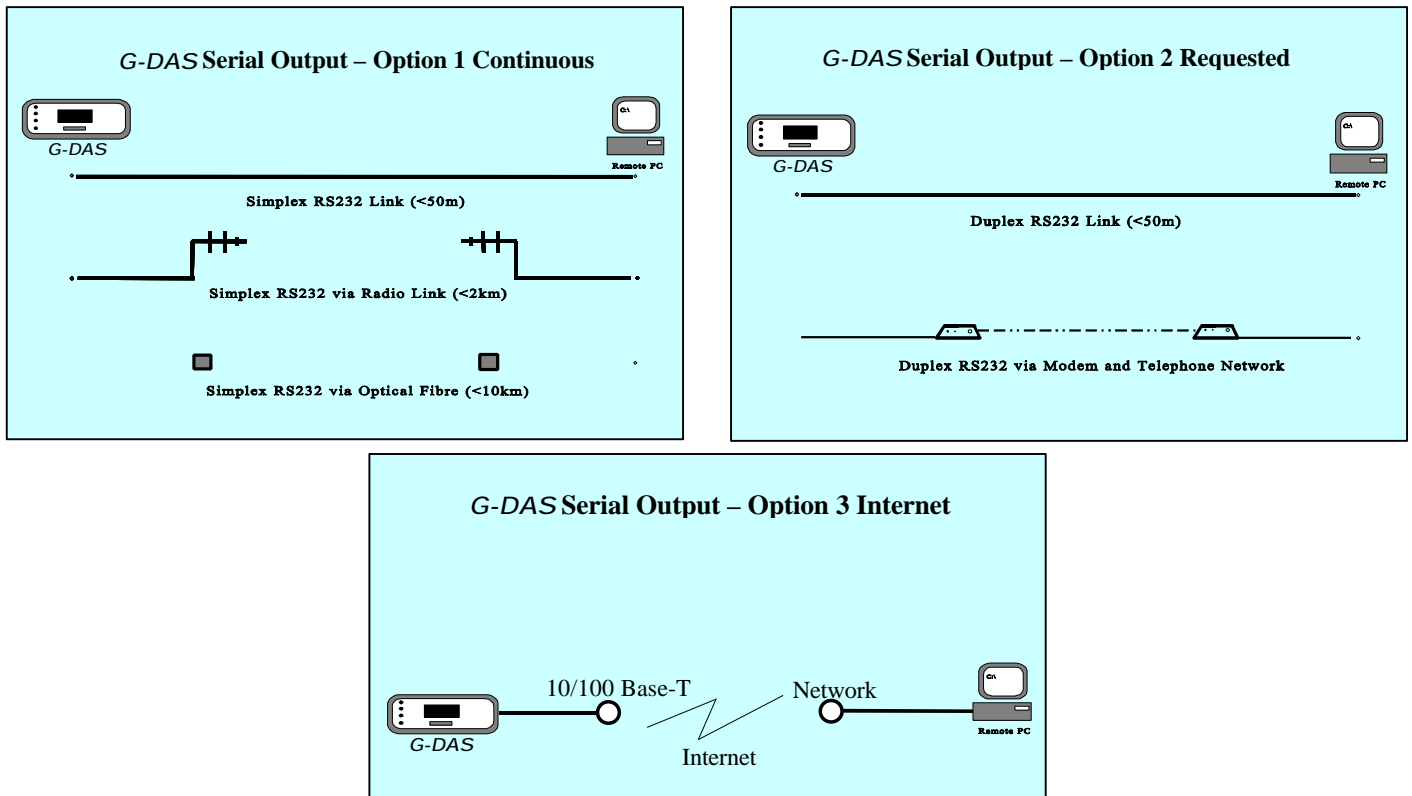 G-DAS Serial Output – Option 1 Continuous
C:\
G-DAS
Remote PC
Simplex RS232 Link (<50m)
Simplex RS232 via Radio Link (<2km)
Simplex RS232 via Optical Fibre (<10km)
G-DAS Serial Output – Option 2 Requested
C:\
G-DAS
Remote PC
Duplex RS232 Link (<50m)
Duplex RS232 via Modem and Telephone Network
G-DAS Serial Output – Option 3 Internet
C:\
10/100 Base-T
Network
G-DAS
Remote PC
Internet